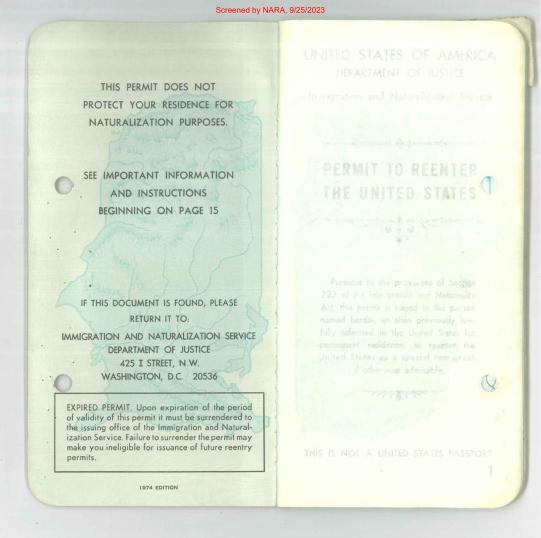 Screened by NARA, 9/25/2023
THIS PERMIT DOES NOT
PROTECT YOUR RESIDENCE FOR
NATURALIZATION PURPOSES.
SEE IMPORTANT INFORMATION
AND INSTRUCTIONS
BEGINNING ON PAGE 15
IF THIS DOCUMENT IS FOUND, PLEASE
RETURN IT TO:
IMMIGRATION AND NATURALIZATION SERVICE
DEPARTMENT OF JUSTICE
425 I STREET, N.W.
WASHINGTON, D.C. 20536
EXPIRED PERMIT. Upon expiration of the period
of validity of this permit it must be surrendered to
the issuing office of the Immigration and Natural-
ization Service. Failure to surrender the permit may
make you ineligible for issuance of future reentry
permits.
1974 EDITION
UNITED STATES OF AMERICA
DEPARTMENT OF JUSTICE
Immigration and Naturalization Service
PERMIT TO REENTER
THE UNITED STATES
Pursuant to the provisions of Section
223 of the Immigration and Nationality
Act, this permit is issued to the person
named herein, an alien previously law-
fully admitted to the United States for
permanent residence, to reenter the
United States as a special immigrant
if otherwise admissible.
THIS IS NOT A UNITED STATES PASSPORT
1